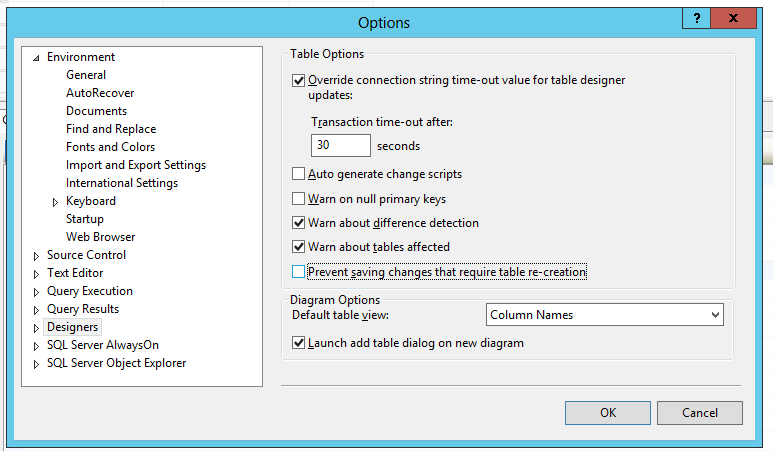 Options
?
x
Environment
General
AutoRecover
Documents
Find and Replace
Fonts and Colors
Import and Export Settings
International Settings
Keyboard
Startup
Web Browser
Source Control
Text Editor
Query Execution
Query Results
Designers
SQL Server AlwaysOn
SQL Server Object Explorer
Table Options
Override connection string time-out value for table designer
updates:
Transaction time-out after:
30 seconds
Auto generate change scripts
Warn on null primary keys
Warn about difference detection
Warn about tables affected
Prevent saving changes that require table re-creation
Diagram Options
Default table view: Column Names
Launch add table dialog on new diagram
OK Cancel